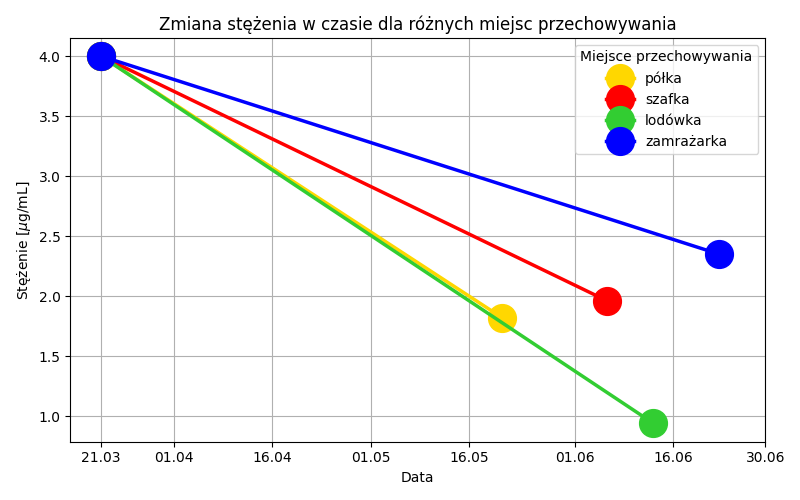 Zmiana stężenia w czasie dla różnych miejsc przechowywania
Miejsce przechowywania
półka
szafka
lodówka
zamrażarka
Stężenie [μg/mL]
4.0
3.5
3.0
2.5
2.0
1.5
1.0
21.03 01.04 16.04 01.05 16.05 01.06 16.06 30.06
Data